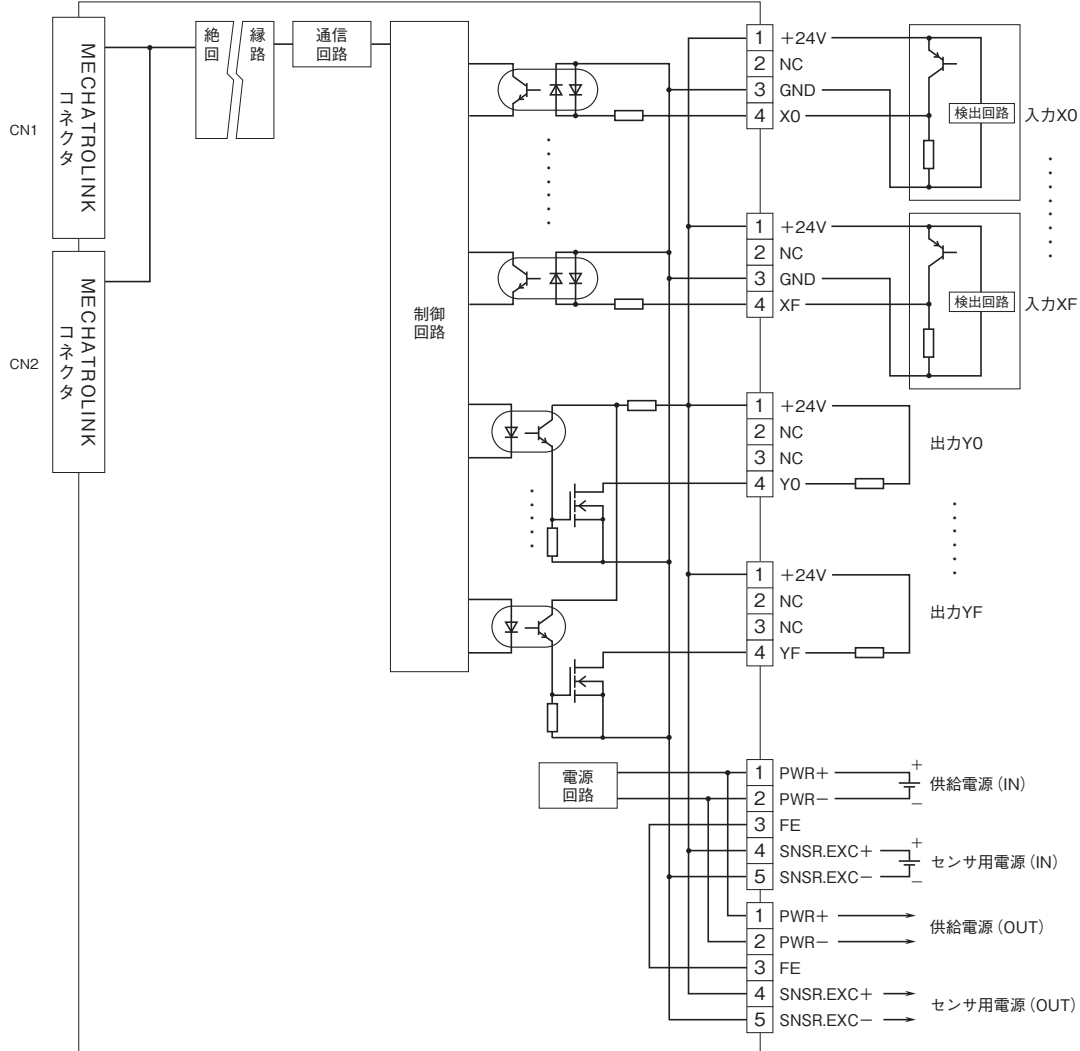 CN1
MECHATROLINK
コネクタ
CN2
MECHATROLINK
コネクタ
絶縁
回路
通信
回路
制御
回路
電源
回路
1 +24V
2 NC
3 GND
4 X0
検出回路
入力X0
1 +24V
2 NC
3 GND
4 XF
検出回路
入力XF
1 +24V
2 NC
3 NC
4 Y0
出力Y0
1 +24V
2 NC
3 NC
4 YF
出力YF
1 PWR+
2 PWR−
3 FE
4 SNSR.EXC+
5 SNSR.EXC−
+
−
供給電源(IN)
+
−
センサ用電源(IN)
1 PWR+
2 PWR−
3 FE
4 SNSR.EXC+
5 SNSR.EXC−
供給電源(OUT)
センサ用電源(OUT)